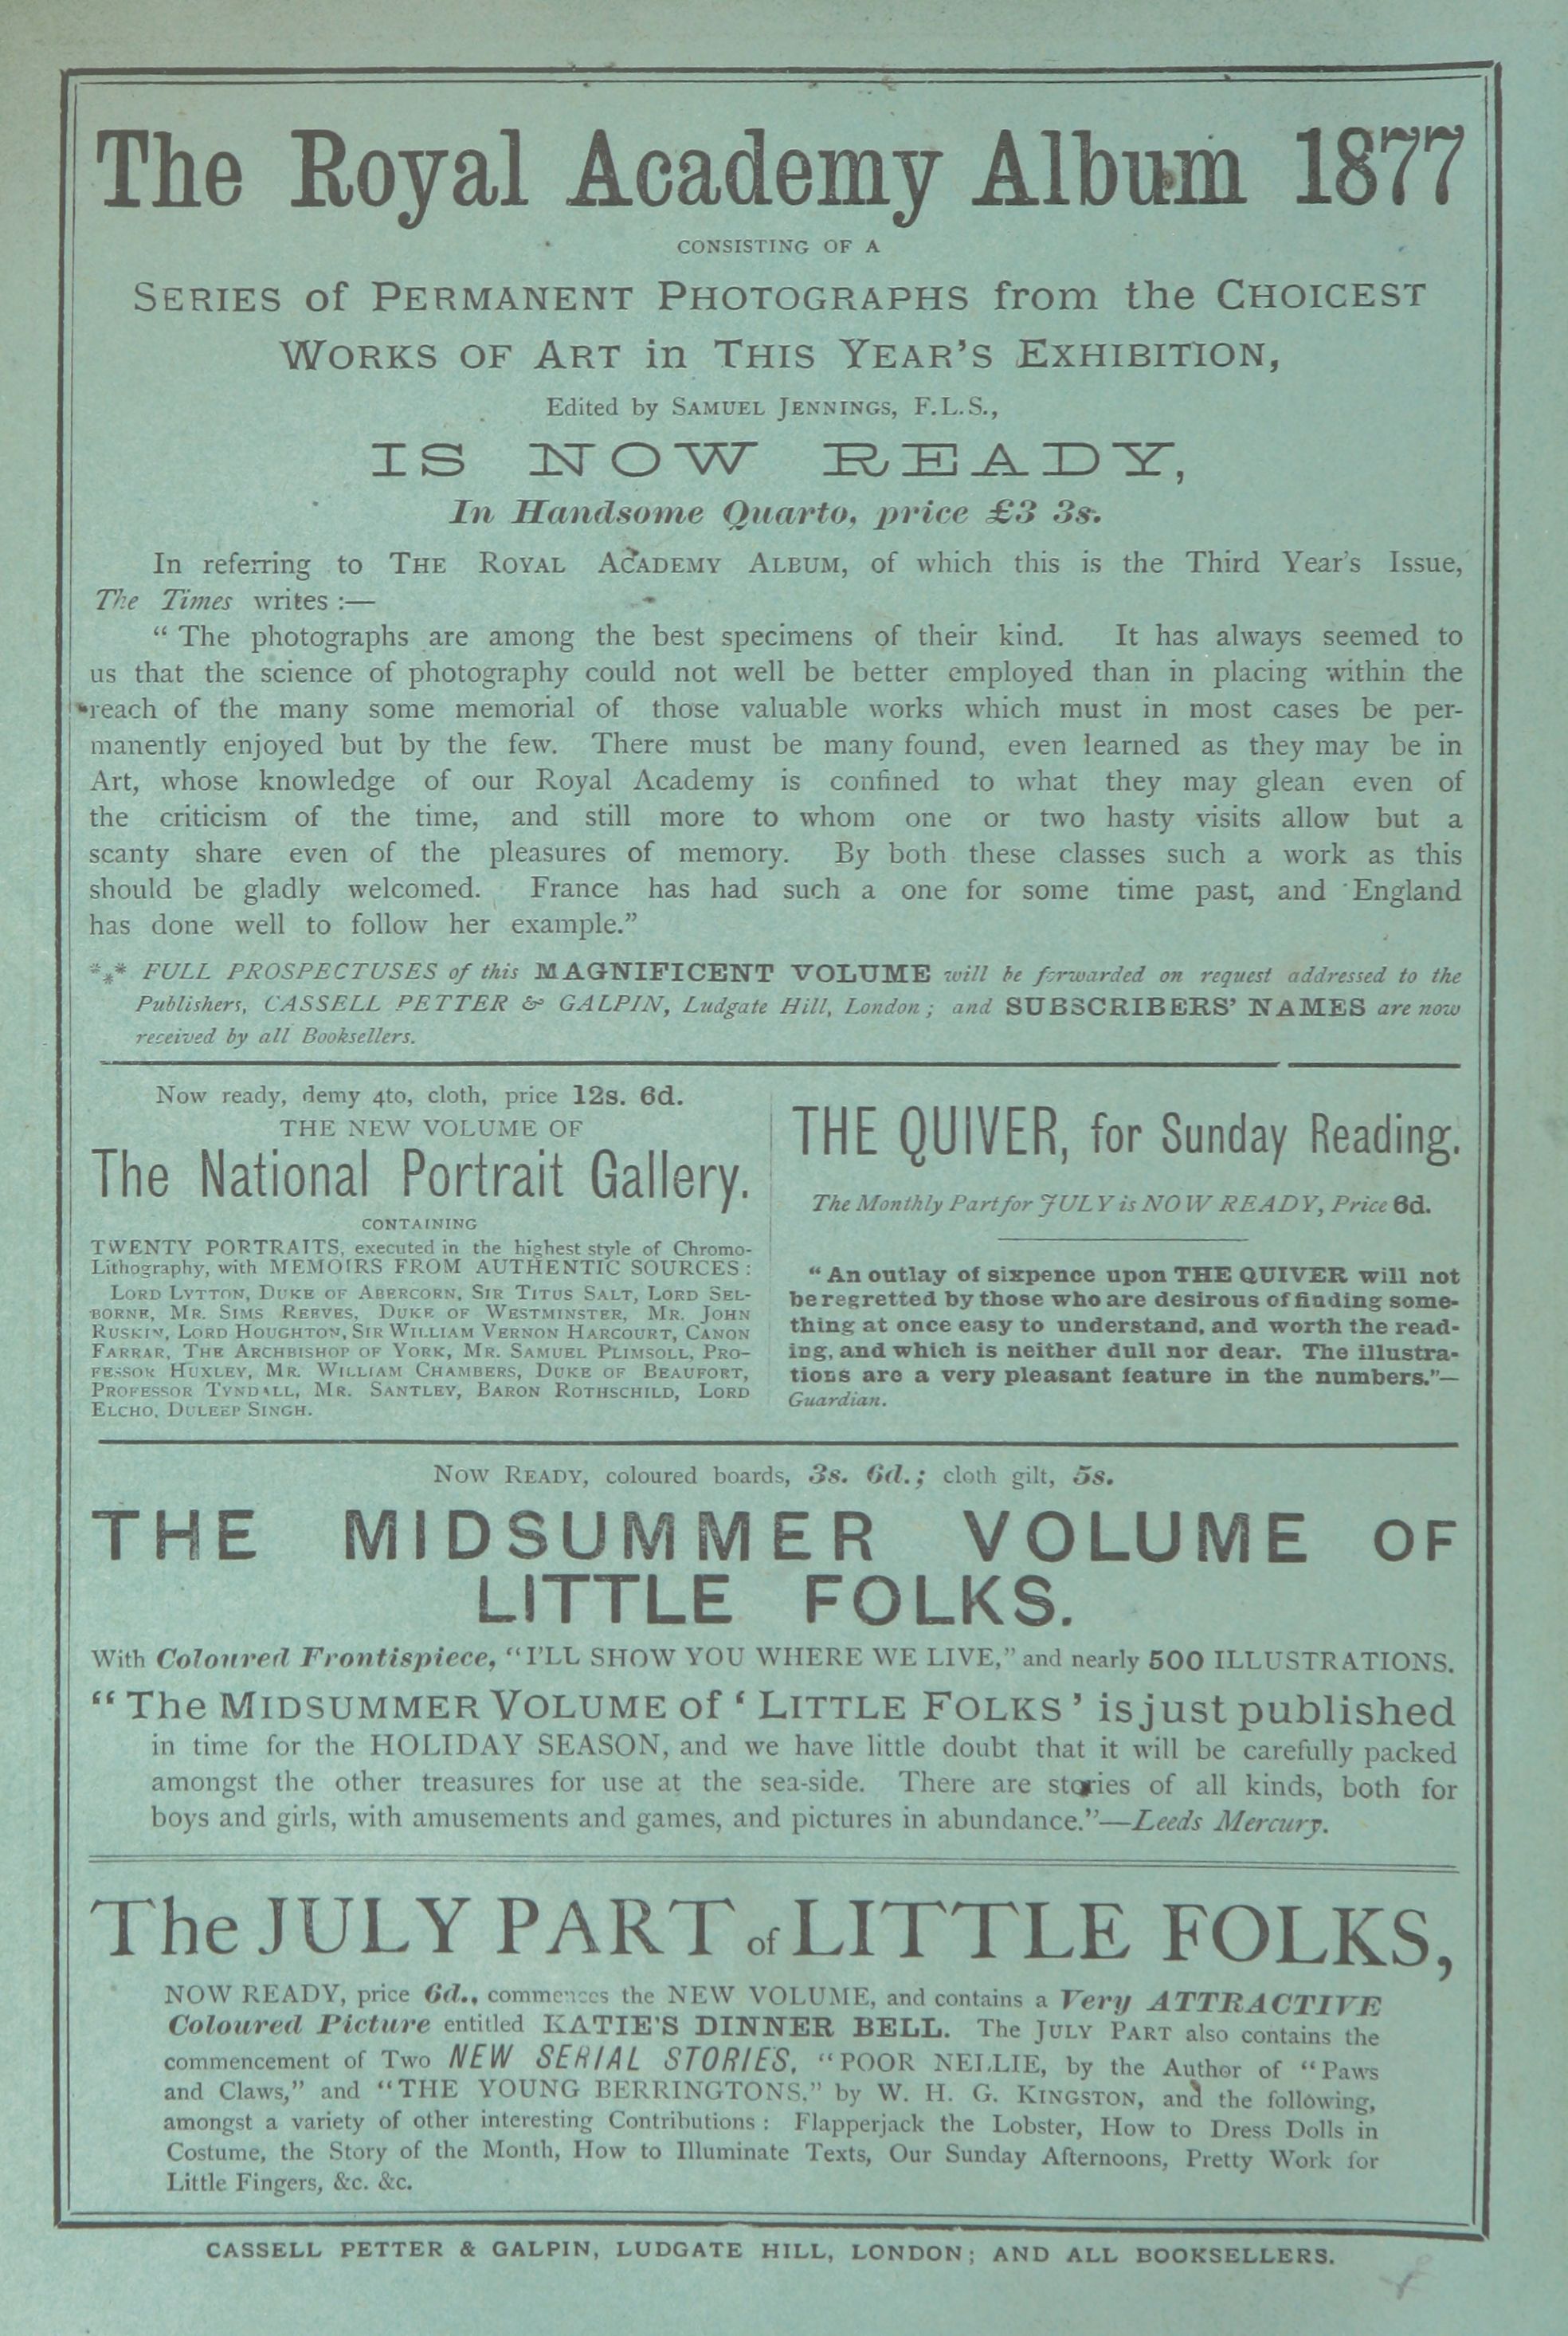 The Royal Academy Album 1877
CONSISTING OF A
SERIES of PERMANENT PHOTOGRAPHS from the CHOICEST
WORKS OF ART in THIS YEAR'S EXHIBITION,
Edited by SAMUEL JENNINGS, F.L.S.,
IS NOW READY,
In Handsome Quarto, price £3 3s.
In referring to THE ROYAL ACADEMY ALBUM, of which this is the Third Year's Issue,
The Times writes :—
“ The photographs are among the best specimens of their kind. It has always seemed to
us that the science of photography could not well be better employed than in placing within the
reach of the many some memorial of those valuable works which must in most cases be per-
manently enjoyed but by the few. There must be many found, even learned as they may be in
Art, whose knowledge of our Royal Academy is confined to what they may glean even of
the criticism of the time, and still more to whom one or two hasty visits allow but a
scanty share even of the pleasures of memory. By both these classes such a work as this
should be gladly welcomed. France has had such a one for some time past, and England
has done well to follow her example.”
*** FULL PROSPECTUSES of this MAGNIFICENT VOLUME will be forwarded on request addressed to the
Publishers, CASSELL PETTER & GALPIN, Ludgate Hill, London ; and SUBSCRIBERS' NAMES are now
received by all Booksellers.
Now ready, demy 4to, cloth, price 12s. 6d.
THE NEW VOLUME OF
The National Portrait Gallery.
CONTAINING
TWENTY PORTRAITS, executed in the highest style of Chromo-
Lithography, with MEMOIRS FROM AUTHENTIC SOURCES :
LORD LYTTON, DUKE OF ABERCORN, SIR TITUS SALT, LORD SEL-
BORNE, MR. SIMS REEVES, DUKE OF WESTMINSTER, MR. JOHN
RUSKIN, LORD HOUGHTON, SIR WILLIAM VERNON HARCOURT, CANON
FARRAR, THE ARCHBISHOP OF YORK, MR. SAMUEL PLIMSOLL, PRO-
FESSOR HUXLEY, MR. WILLIAM CHAMBERS, DUKE OF BEAUFORT,
PROFESSOR TYNDALL, MR. SANTLEY, BARON ROTHSCHILD, LORD
ELCHO, DULEEP SINGH.
THE QUIVER, for Sunday Reading.
The Monthly Part for JULY is NOW READY, Price 6d.
“ An outlay of sixpence upon THE QUIVER will not
be regretted by those who are desirous of finding some-
thing at once easy to understand, and worth the read-
ing, and which is neither dull nor dear. The illustra-
tions are a very pleasant feature in the numbers.”—
Guardian.
NOW READY, coloured boards, 3s. 6d.; cloth gilt, 5s.
THE MIDSUMMER VOLUME OF
LITTLE FOLKS.
With Coloured Frontispiece, “I'LL SHOW YOU WHERE WE LIVE,” and nearly 500 ILLUSTRATIONS.
“ The MIDSUMMER VOLUME of ‘ LITTLE FOLKS ’ is just published
in time for the HOLIDAY SEASON, and we have little doubt that it will be carefully packed
amongst the other treasures for use at the sea-side. There are stories of all kinds, both for
boys and girls, with amusements and games, and pictures in abundance.”—Leeds Mercury.
The JULY PART of LITTLE FOLKS,
NOW READY, price 6d., commences the NEW VOLUME, and contains a Very ATTRACTIVE
Coloured Picture entitled KATIE'S DINNER BELL. The JULY PART also contains the
commencement of Two NEW SERIAL STORIES, “POOR NELLIE, by the Author of “Paws
and Claws,” and “THE YOUNG BERRINGTONS.” by W. H. G. KINGSTON, and the following,
amongst a variety of other interesting Contributions : Flapperjack the Lobster, How to Dress Dolls in
Costume, the Story of the Month, How to Illuminate Texts, Our Sunday Afternoons, Pretty Work for
Little Fingers, &c. &c.
CASSELL PETTER & GALPIN, LUDGATE HILL, LONDON; AND ALL BOOKSELLERS.